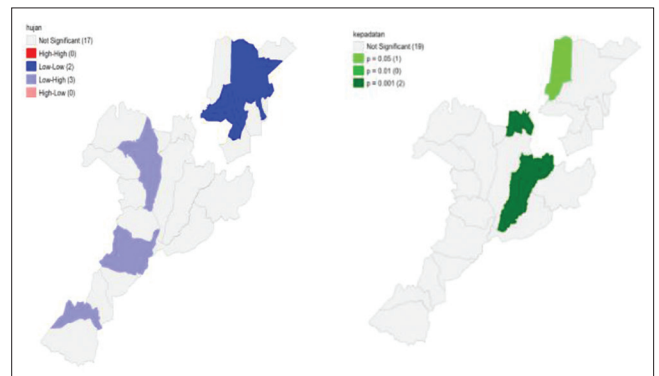 hujan
Not Significant (17)
High-High (0)
Low-Low (2)
Low-High (3)
High-Low (0)
kepadatan
Not Significant (19)
p = 0.05 (1)
p = 0.01 (0)
p = 0.001 (2)